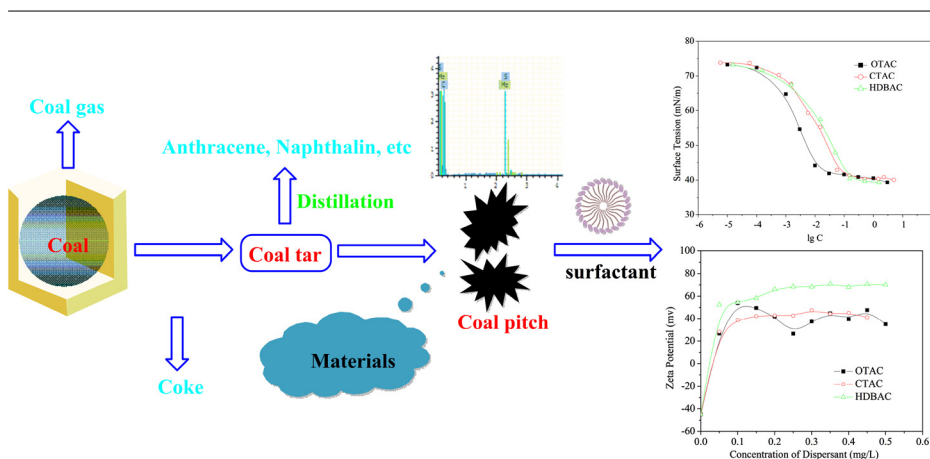 Coal gas
Anthracene, Naphthalin, etc
Distillation
Coal
Coal tar
surfactant
Coal pitch
Materials
Coke
80
70
60
50
40
30
Surface Tension (mN/m)
OTAC
CTAC
HDBAC
-6 -5 -4 -3 -2 -1 0 1
lg C
100
80
60
40
20
0
-20
-40
-60
Zeta Potential (mv)
OTAC
CTAC
HDBAC
0.0 0.1 0.2 0.3 0.4 0.5 0.6
Concentration of Dispersant (mg/L)